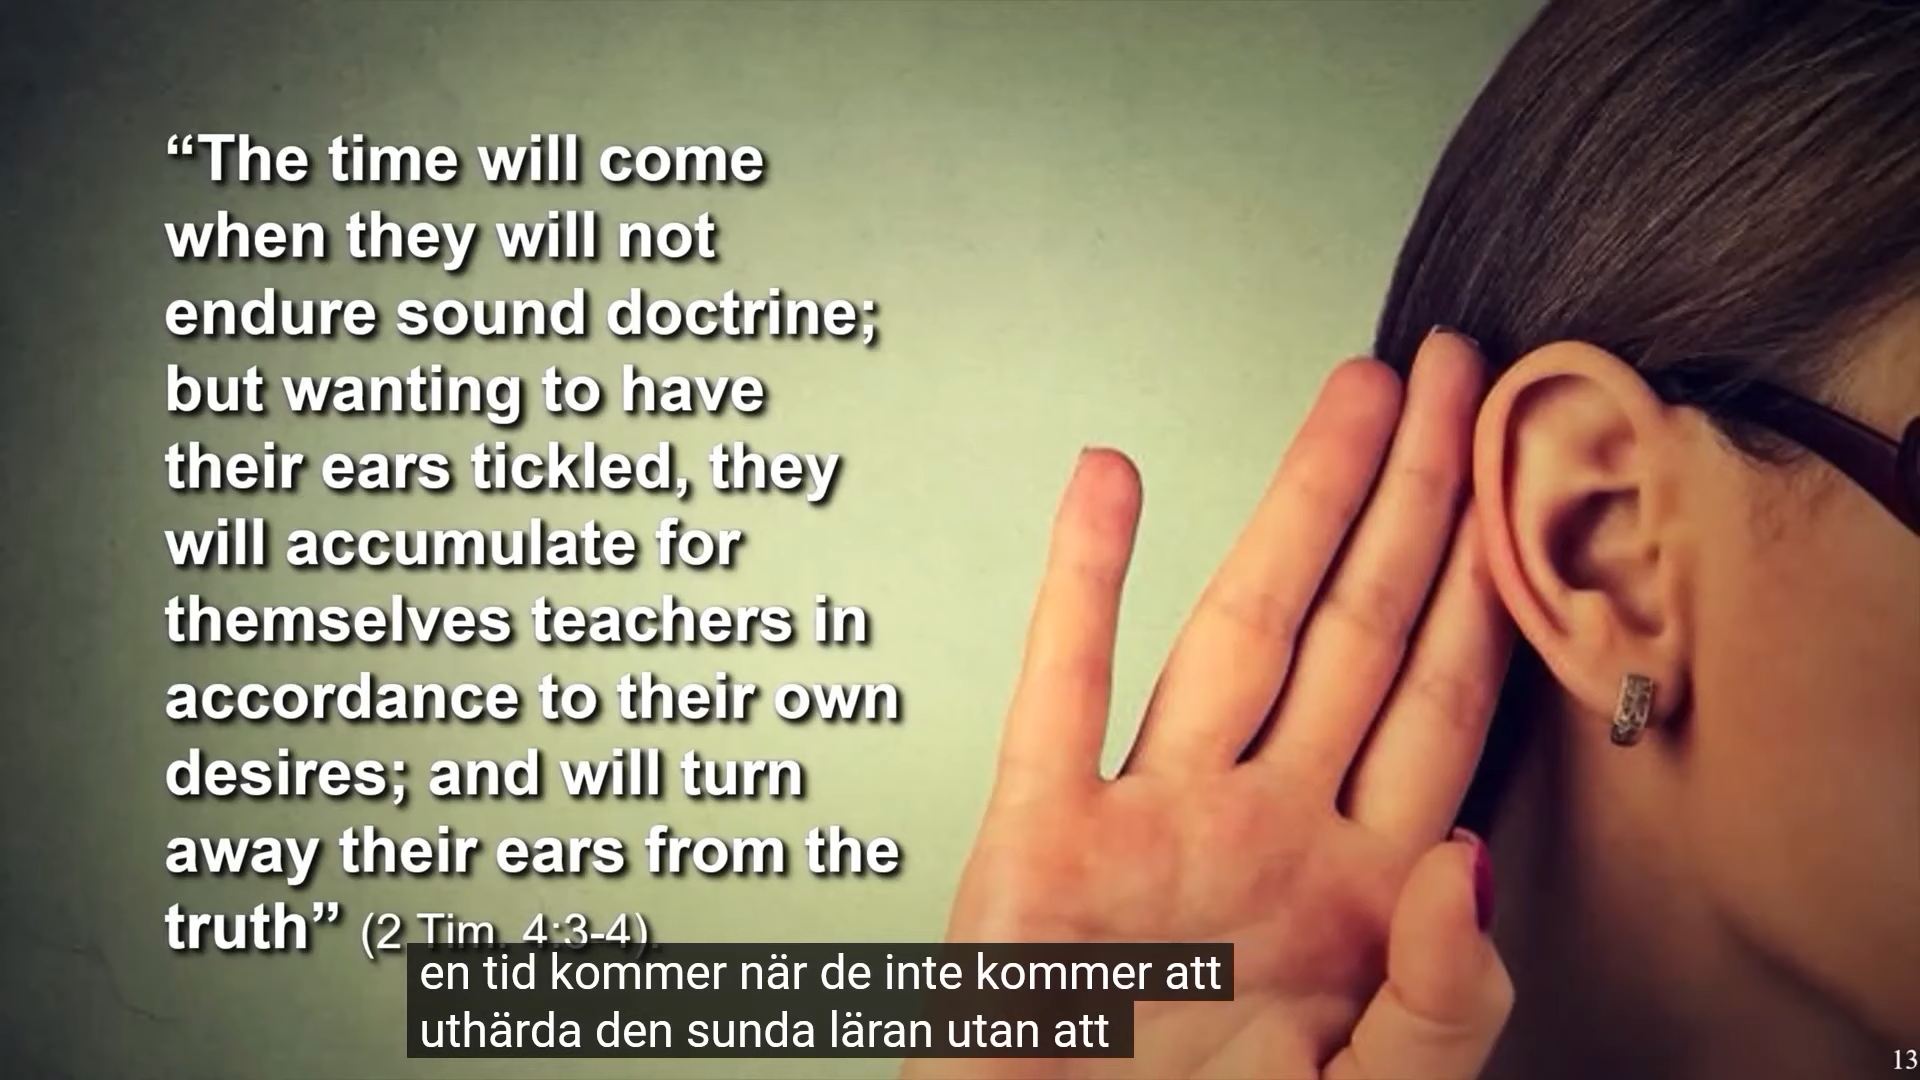 “The time will come
when they will not
endure sound doctrine;
but wanting to have
their ears tickled, they
will accumulate for
themselves teachers in
accordance to their own
desires; and will turn
away their ears from the
truth” (2 Tim. 4:3-4).
en tid kommer när de inte kommer att
uthärda den sunda läran utan att
13